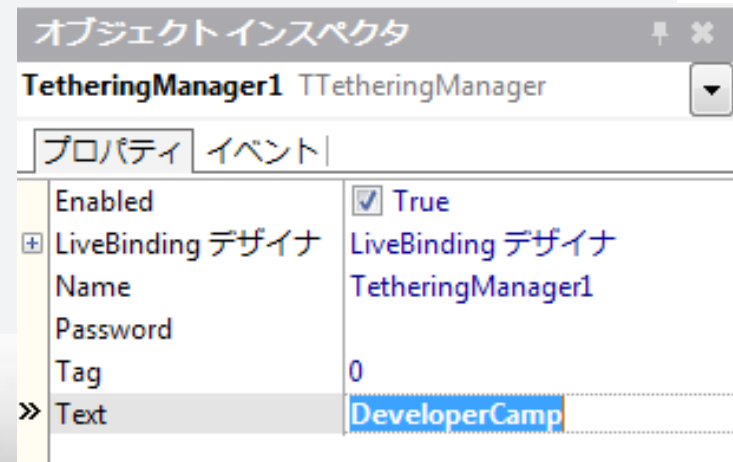 オブジェクト インスペクタ
TetheringManager1 TTetheringManager
プロパティ イベント
Enabled True
LiveBinding デザイナ LiveBinding デザイナ
Name TetheringManager1
Password
Tag 0
Text DeveloperCamp